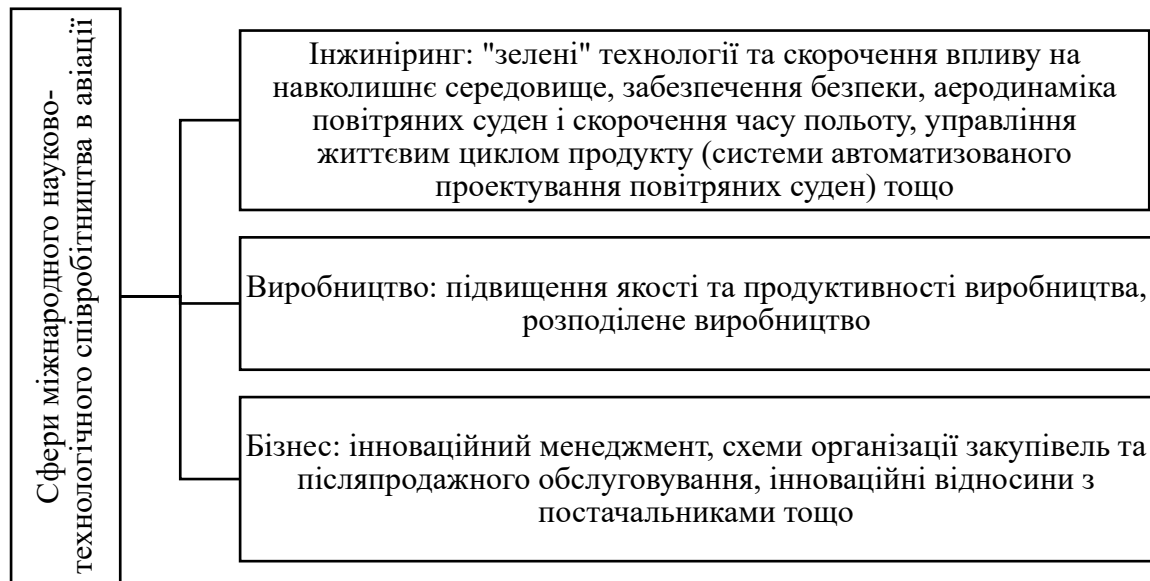 Сфери міжнародного науково-
технологічного співробітництва в авіації
Інжиніринг: "зелені" технології та скорочення впливу на
навколишнє середовище, забезпечення безпеки, аеродинаміка
повітряних суден і скорочення часу польоту, управління
життєвим циклом продукту (системи автоматизованого
проектування повітряних суден) тощо
Виробництво: підвищення якості та продуктивності виробництва,
розподілене виробництво
Бізнес: інноваційний менеджмент, схеми організації закупівель та
післяпродажного обслуговування, інноваційні відносини з
постачальниками тощо